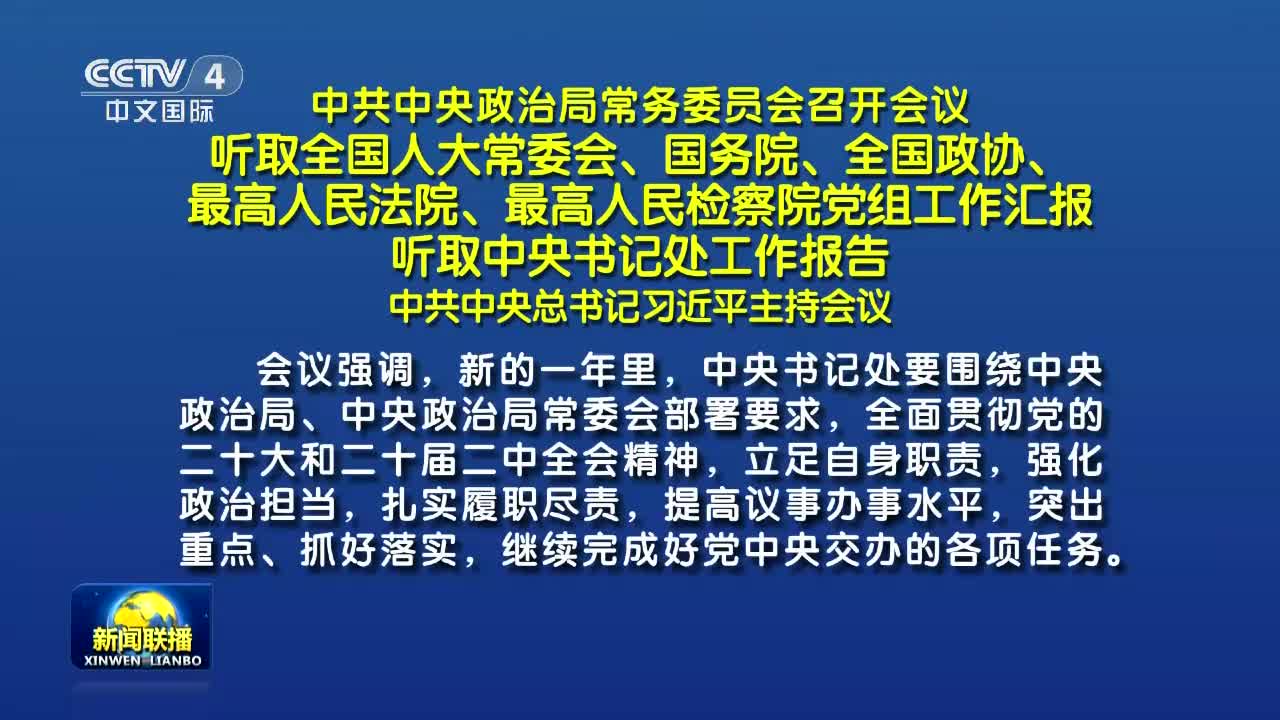 CCTV 4
中文国际
中共中央政治局常务委员会召开会议
听取全国人大常委会、国务院、全国政协、
最高人民法院、最高人民检察院党组工作汇报
听取中央书记处工作报告
中共中央总书记习近平主持会议
会议强调，新的一年里，中央书记处要围绕中央
政治局、中央政治局常委会部署要求，全面贯彻党的
二十大和二十届二中全会精神，立足自身职责，强化
政治担当，扎实履职尽责，提高议事办事水平，突出
重点、抓好落实，继续完成好党中央交办的各项任务。
新闻联播
XINWEN LIANBO